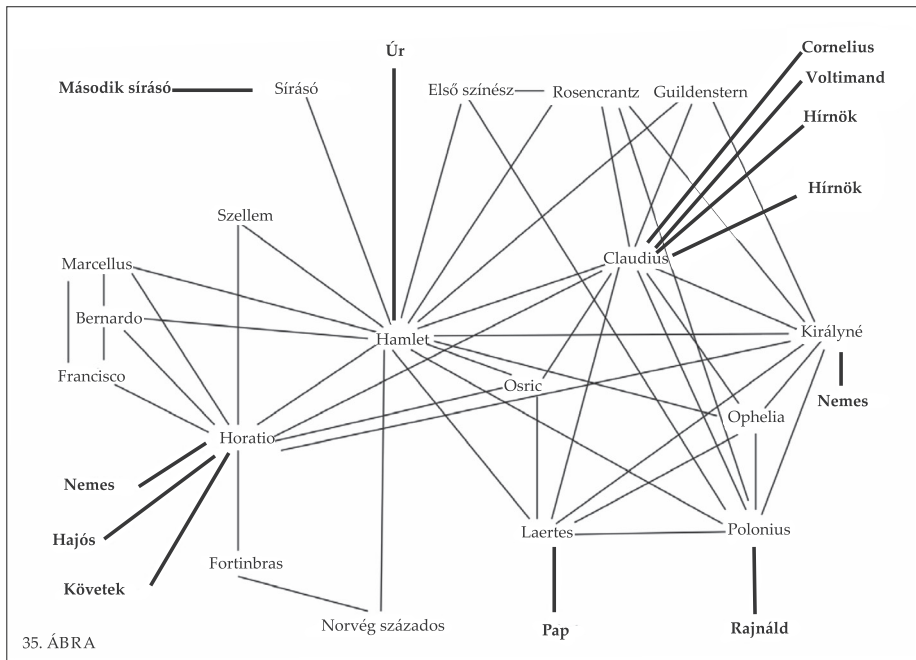 Úr
Cornelius
Voltimand
Második sírásó
Sírásó
Első színész
Rosencrantz
Guildenstern
Hírnök
Hírnök
Szellem
Marcellus
Claudius
Bernardo
Hamlet
Királyné
Francisco
Osric
Nemes
Ophelia
Horatio
Nemes
Hajós
Laertes
Polonius
Fortinbras
Követek
Norvég százados
Pap
Rajnáld
35. ÁBRA